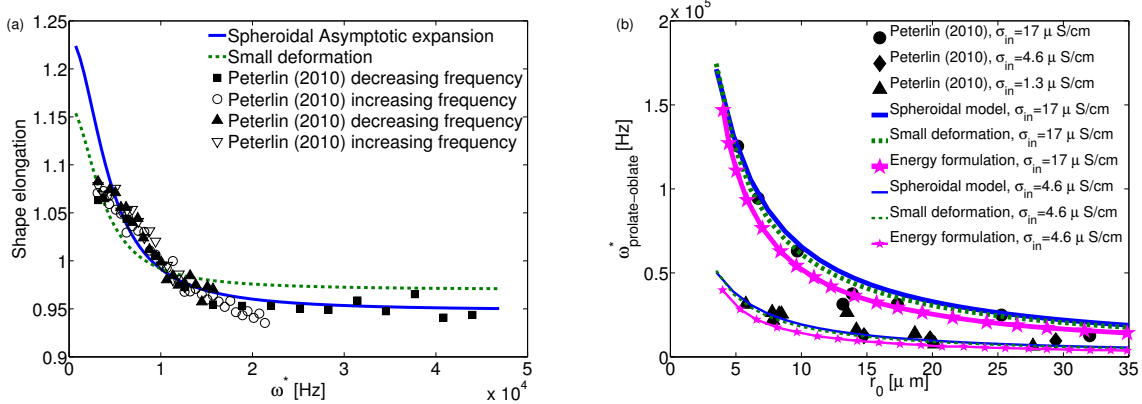 (a)
1.25
1.2
1.15
1.1
1.05
1
0.95
0.9
Shape elongation
0 1 2 3 4 5
x 10^4
ω* [Hz]
Spheroidal Asymptotic expansion
Small deformation
Peterlin (2010) decreasing frequency
Peterlin (2010) increasing frequency
Peterlin (2010) decreasing frequency
Peterlin (2010) increasing frequency
(b)
x 10^5
2
1.5
1
0.5
0
ω*prolate−oblate [Hz]
0 5 10 15 20 25 30 35
r0 [μ m]
Peterlin (2010), σin=17 μ S/cm
Peterlin (2010), σin=4.6 μ S/cm
Peterlin (2010), σin=1.3 μ S/cm
Spheroidal model, σin=17 μ S/cm
Small deformation, σin=17 μ S/cm
Energy formulation, σin=17 μ S/cm
Spheroidal model, σin=4.6 μ S/cm
Small deformation, σin=4.6 μ S/cm
Energy formulation, σin=4.6 μ S/cm